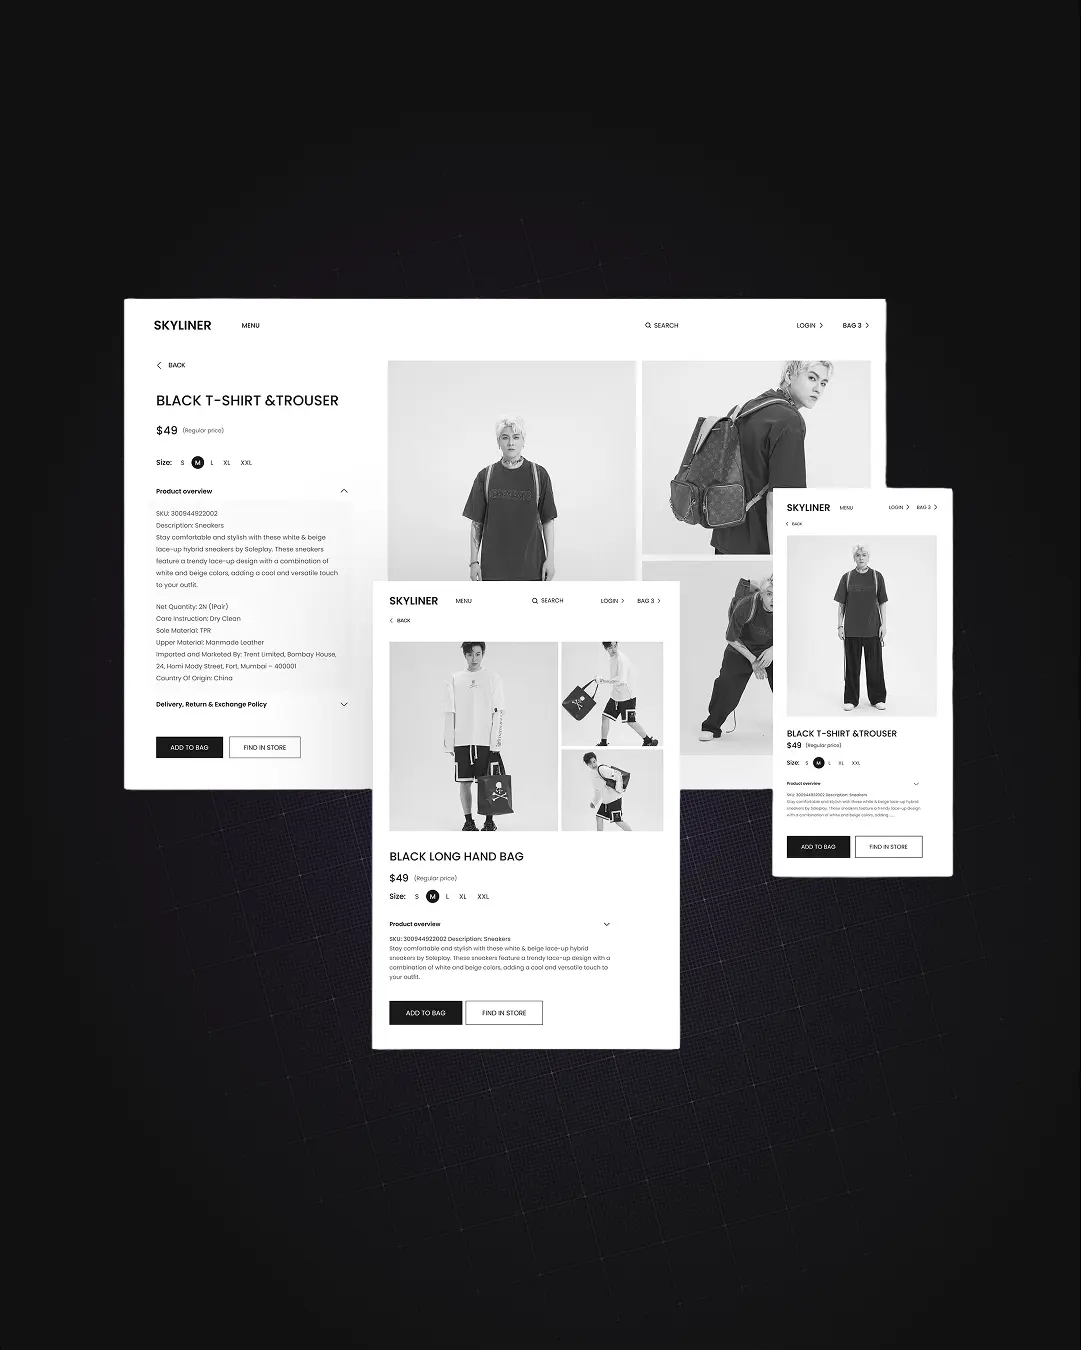 SKYLINER
MENU
SEARCH
LOGIN
BAG 3
BACK
BLACK T-SHIRT &TROUSER
$49 (Regular price)
Size: S M L XL XXL
Product overview
SKU: 300944922002
Description: Sneakers
Stay comfortable and stylish with these white & beige
lace-up hybrid sneakers by Soleplay. These sneakers
feature a trendy lace-up design with a combination of
white and beige colors, adding a cool and versatile touch
to your outfit.
Net Quantity: 2N (1Pair)
Care Instruction: Dry Clean
Sole Material: TPR
Upper Material: Manmade Leather
Imported and Marketed By: Trent Limited, Bombay House,
24, Homi Mody Street, Fort, Mumbai – 400001
Country Of Origin: China
Delivery, Return & Exchange Policy
ADD TO BAG
FIND IN STORE
SKYLINER
MENU
SEARCH
LOGIN
BAG 3
BACK
BLACK LONG HAND BAG
$49 (Regular price)
Size: S M L XL XXL
Product overview
SKU: 300944922002 Description: Sneakers
Stay comfortable and stylish with these white & beige lace-up hybrid
sneakers by Soleplay. These sneakers feature a trendy lace-up design with a
combination of white and beige colors, adding a cool and versatile touch to
your outfit.
ADD TO BAG
FIND IN STORE
SKYLINER
MENU
LOGIN
BAG 3
BACK
BLACK T-SHIRT &TROUSER
$49 (Regular price)
Size: S M L XL XXL
Product overview
SKU: 300944922002 Description: Sneakers
Stay comfortable and stylish with these white & beige lace-up hybrid
sneakers by Soleplay. These sneakers feature a trendy lace-up design
with a combination of white and beige colors, adding ....
ADD TO BAG
FIND IN STORE